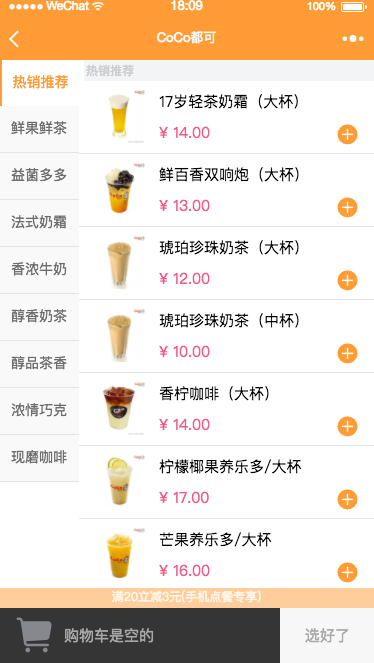 WeChat 18:09 100%
CoCo都可
热销推荐
鲜果鲜茶
益菌多多
法式奶霜
香浓牛奶
醇香奶茶
醇品茶香
浓情巧克
现磨咖啡
热销推荐
17岁轻茶奶霜（大杯）
¥ 14.00
鲜百香双响炮（大杯）
¥ 13.00
琥珀珍珠奶茶（大杯）
¥ 12.00
琥珀珍珠奶茶（中杯）
¥ 10.00
香柠咖啡（大杯）
¥ 14.00
柠檬椰果养乐多/大杯
¥ 17.00
芒果养乐多/大杯
¥ 16.00
满20立减3元(手机点餐专享)
购物车是空的
选好了